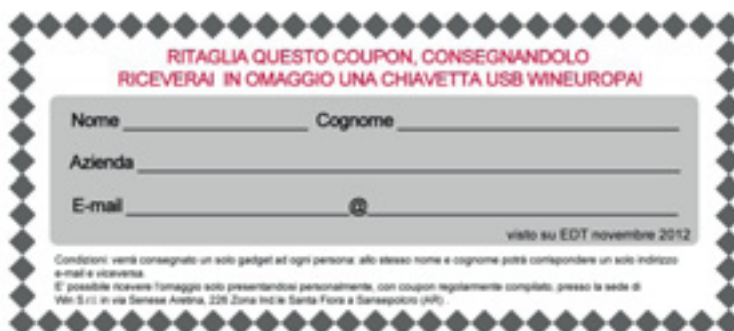 RITAGLIA QUESTO COUPON, CONSEGNANDOLO
RICEVERAI IN OMAGGIO UNA CHIAVETTA USB WINEUROPA!
Nome Cognome
Azienda
E-mail @
visto su EDT novembre 2012
Condizioni: verrà consegnato un solo gadget ad ogni persona: allo stesso nome e cognome potrà corrispondere un solo indirizzo
e-mail e viceversa.
E' possibile ricevere l'omaggio solo presentandosi personalmente, con coupon regolarmente compilato, presso la sede di
Win S.r.l. in via Senese Aretina, 226 Zona Ind.le Santa Fiora a Sansepolcro (AR) .